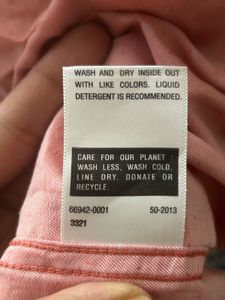 WASH AND DRY INSIDE OUT
WITH LIKE COLORS. LIQUID
DETERGENT IS RECOMMENDED.
CARE FOR OUR PLANET :
WASH LESS, WASH COLD,
LINE DRY. DONATE OR
RECYCLE.
66942-0001 50-2013
3321